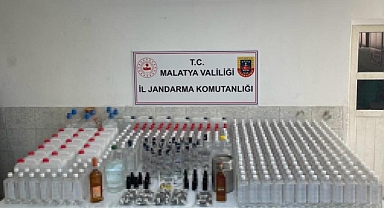 T.C.
MALATYA VALİLİĞİ
İL JANDARMA KOMUTANLIĞI